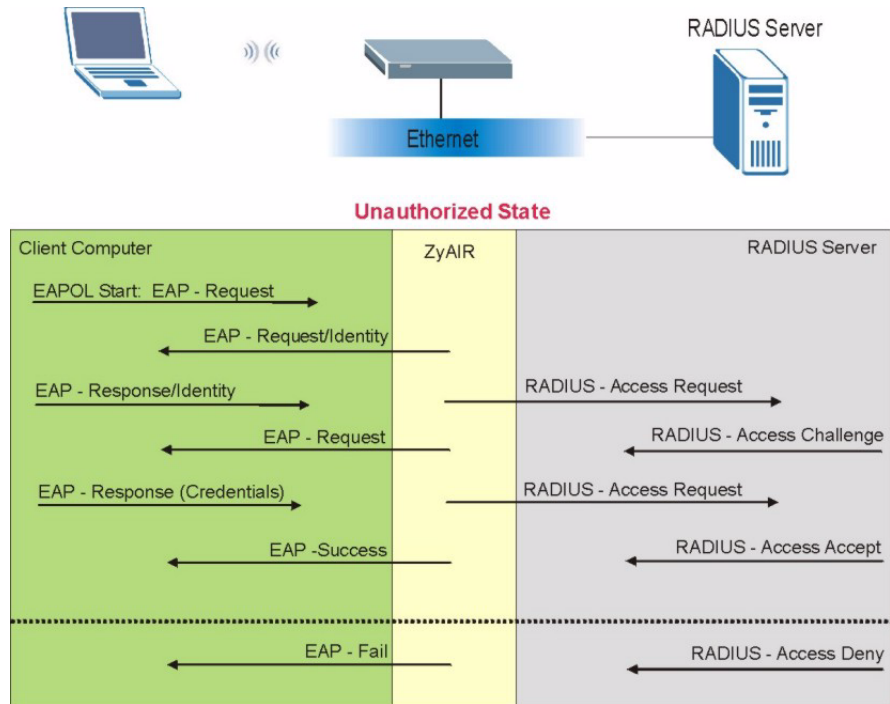 RADIUS Server
Ethernet
Unauthorized State
Client Computer
ZyAIR
RADIUS Server
EAPOL Start: EAP - Request
EAP - Request/Identity
EAP - Response/Identity
RADIUS - Access Request
EAP - Request
RADIUS - Access Challenge
EAP - Response (Credentials)
RADIUS - Access Request
EAP -Success
RADIUS - Access Accept
EAP - Fail
RADIUS - Access Deny